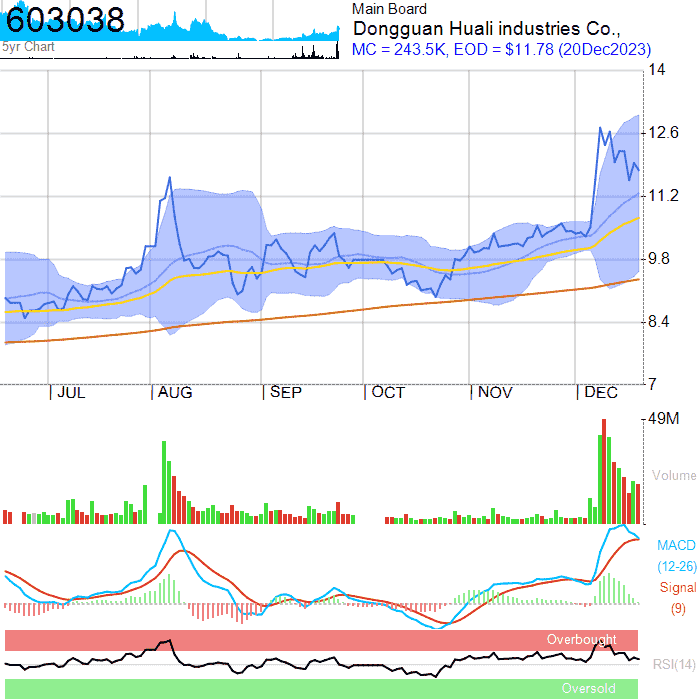 603038
5yr Chart
Main Board
Dongguan Huali industries Co.,
MC = 243.5K, EOD = $11.78 (20Dec2023)
14
12.6
11.2
9.8
8.4
7
JUL AUG SEP OCT NOV DEC
49M
Volume
MACD
(12-26)
Signal
(9)
Overbought
RSI(14)
Oversold